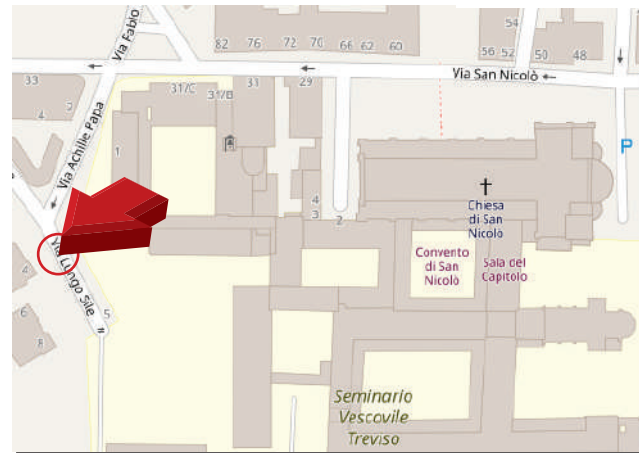 Via Fabio
82 76 72 70 66 62 60
54
56 52 50 48
Via San Nicolò
33
31/C 31/B 33 29
4 2
Via Achille Papa
1
P
4
3 2
Chiesa
di San
Nicolò
Convento
di San
Nicolò
Sala del
Capitolo
Via Lungo Sile
4
5
6
8
Seminario
Vescovile
Treviso